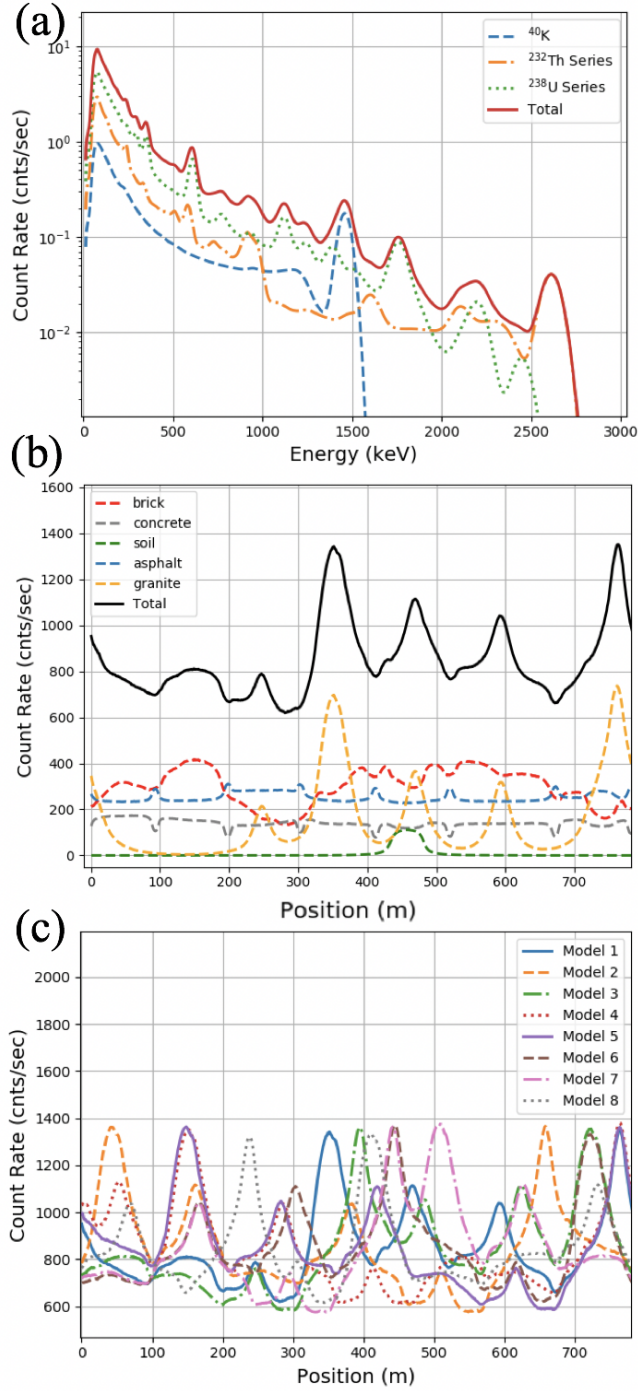 (a)
Count Rate (cnts/sec)
10¹
10⁰
10⁻¹
10⁻²
⁴⁰K
²³²Th Series
²³⁸U Series
Total
0 500 1000 1500 2000 2500 3000
Energy (keV)
(b)
Count Rate (cnts/sec)
1600
1400
1200
1000
800
600
400
200
0
brick
concrete
soil
asphalt
granite
Total
0 100 200 300 400 500 600 700
Position (m)
(c)
Count Rate (cnts/sec)
2000
1800
1600
1400
1200
1000
800
600
Model 1
Model 2
Model 3
Model 4
Model 5
Model 6
Model 7
Model 8
0 100 200 300 400 500 600 700
Position (m)